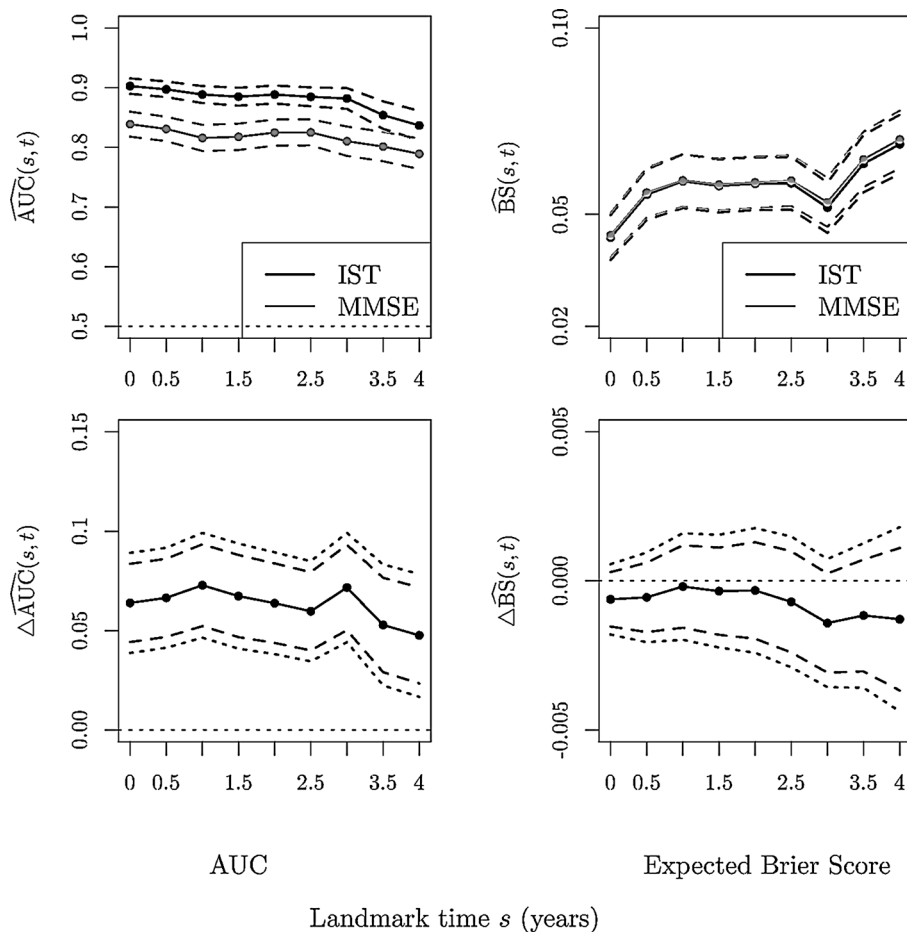 1.0
0.9
0.8
0.7
0.6
0.5
AUC(s, t)
IST
MMSE
0 0.5 1.5 2.5 3.5 4
0.10
0.05
0.02
BS(s, t)
IST
MMSE
0 0.5 1.5 2.5 3.5 4
0.15
0.1
0.05
0.00
△AUC(s, t)
0 0.5 1.5 2.5 3.5 4
0.005
0.000
-0.005
△BS(s, t)
0 0.5 1.5 2.5 3.5 4
AUC
Expected Brier Score
Landmark time s (years)